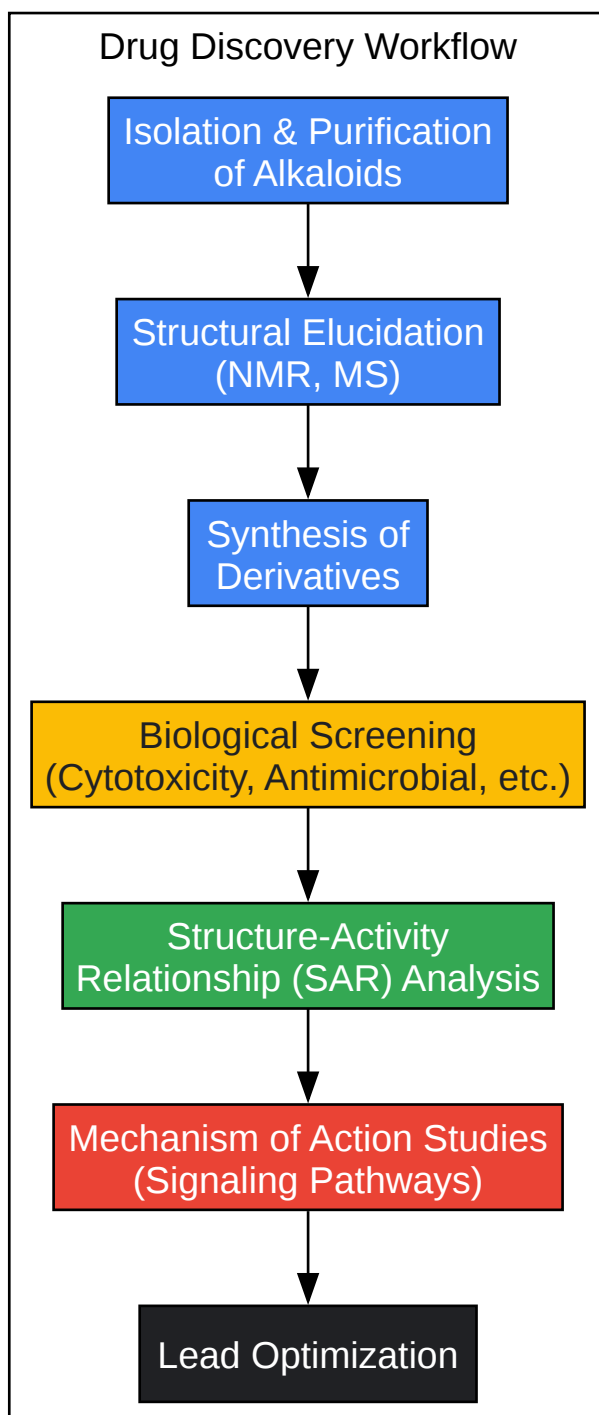 Drug Discovery Workflow
Isolation & Purification
of Alkaloids
Structural Elucidation
(NMR, MS)
Synthesis of
Derivatives
Biological Screening
(Cytotoxicity, Antimicrobial, etc.)
Structure-Activity
Relationship (SAR) Analysis
Mechanism of Action Studies
(Signaling Pathways)
Lead Optimization